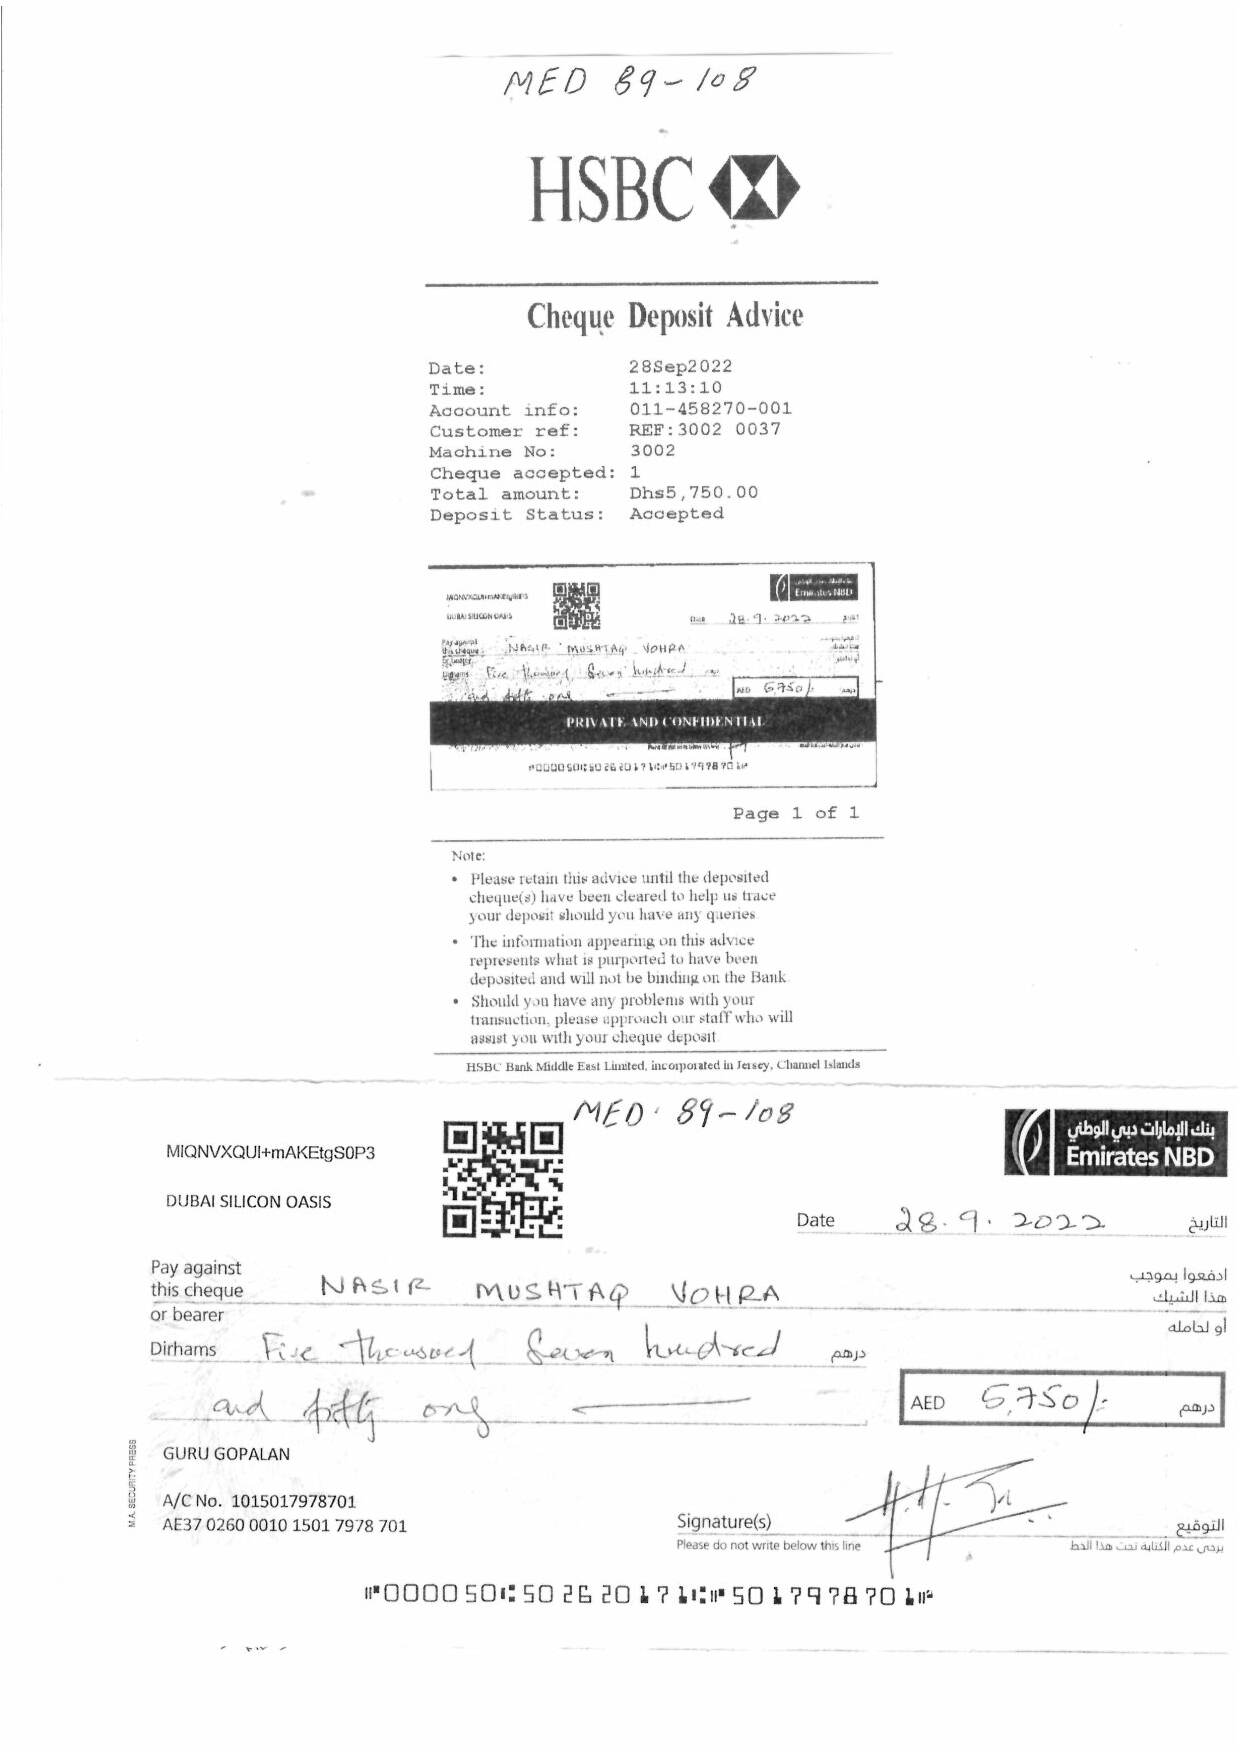 MED 89-108
HSBC
Cheque Deposit Advice
Date: 28Sep2022
Time: 11:13:10
Account info: 011-458270-001
Customer ref: REF:3002 0037
Machine No: 3002
Cheque accepted: 1
Total amount: Dhs5,750.00
Deposit Status: Accepted
Emirates NBD
DUBAI SILICON OASIS
Date 28.9.2022
Pay against
this cheque NASIR MUSHTAQ VOHRA
or bearer
Dirhams Five thousand Seven hundred
and fifty only
AED 5,750/-
PRIVATE AND CONFIDENTIAL
⑈000050⑆502620171⑆⑈5017978701⑈
Page 1 of 1
Note:
• Please retain this advice until the deposited
cheque(s) have been cleared to help us trace
your deposit should you have any queries
• The information appearing on this advice
represents what is purported to have been
deposited and will not be binding on the Bank
• Should you have any problems with your
transaction, please approach our staff who will
assist you with your cheque deposit
HSBC Bank Middle East Limited, incorporated in Jersey, Channel Islands
MED. 89-108
بنك الإمارات دبي الوطني
Emirates NBD
MIQNVXQUI+mAKEtgS0P3
DUBAI SILICON OASIS
Date 28.9.2022 التاريخ
Pay against ادفعوا بموجب
this cheque NASIR MUSHTAQ VOHRA هذا الشيك
or bearer أو لحامله
Dirhams Five thousand Seven hundred درهم
and fifty only
AED 5,750/- درهم
M.A. SECURITY PRESS
GURU GOPALAN
A/C No. 1015017978701
AE37 0260 0010 1501 7978 701
Signature(s) التوقيع
Please do not write below this line يرجى عدم الكتابة تحت هذا الخط
⑈000050⑆502620171⑆⑈5017978701⑈